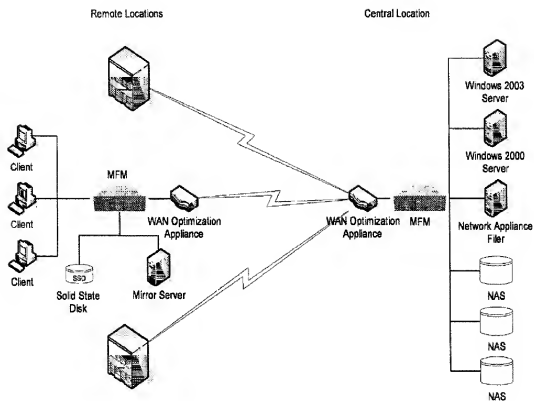 Remote Locations
Central Location
Windows 2003
Server
Client
Windows 2000
Server
MFM
Client
WAN Optimization
Appliance
WAN Optimization
Appliance
MFM
Network Appliance
Filer
Client
SSD
Solid State
Disk
Mirror Server
NAS
NAS
NAS